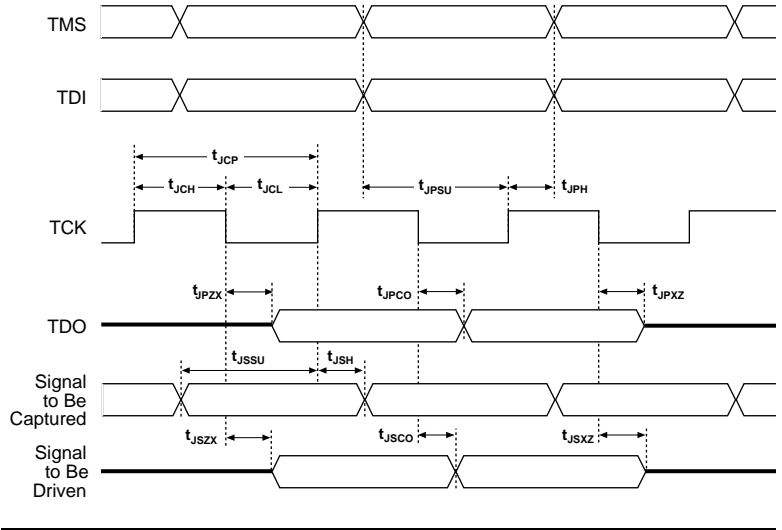 TMS
TDI
tJCP
tJCH
tJCL
tJPSU
tJPH
TCK
tJPZX
tJPCO
tJPXZ
TDO
tJSSU
tJSH
Signal
to Be
Captured
tJSZX
tJSCO
tJSXZ
Signal
to Be
Driven